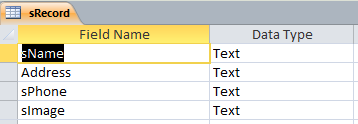 sRecord
Field Name Data Type
sName Text
Address Text
sPhone Text
sImage Text